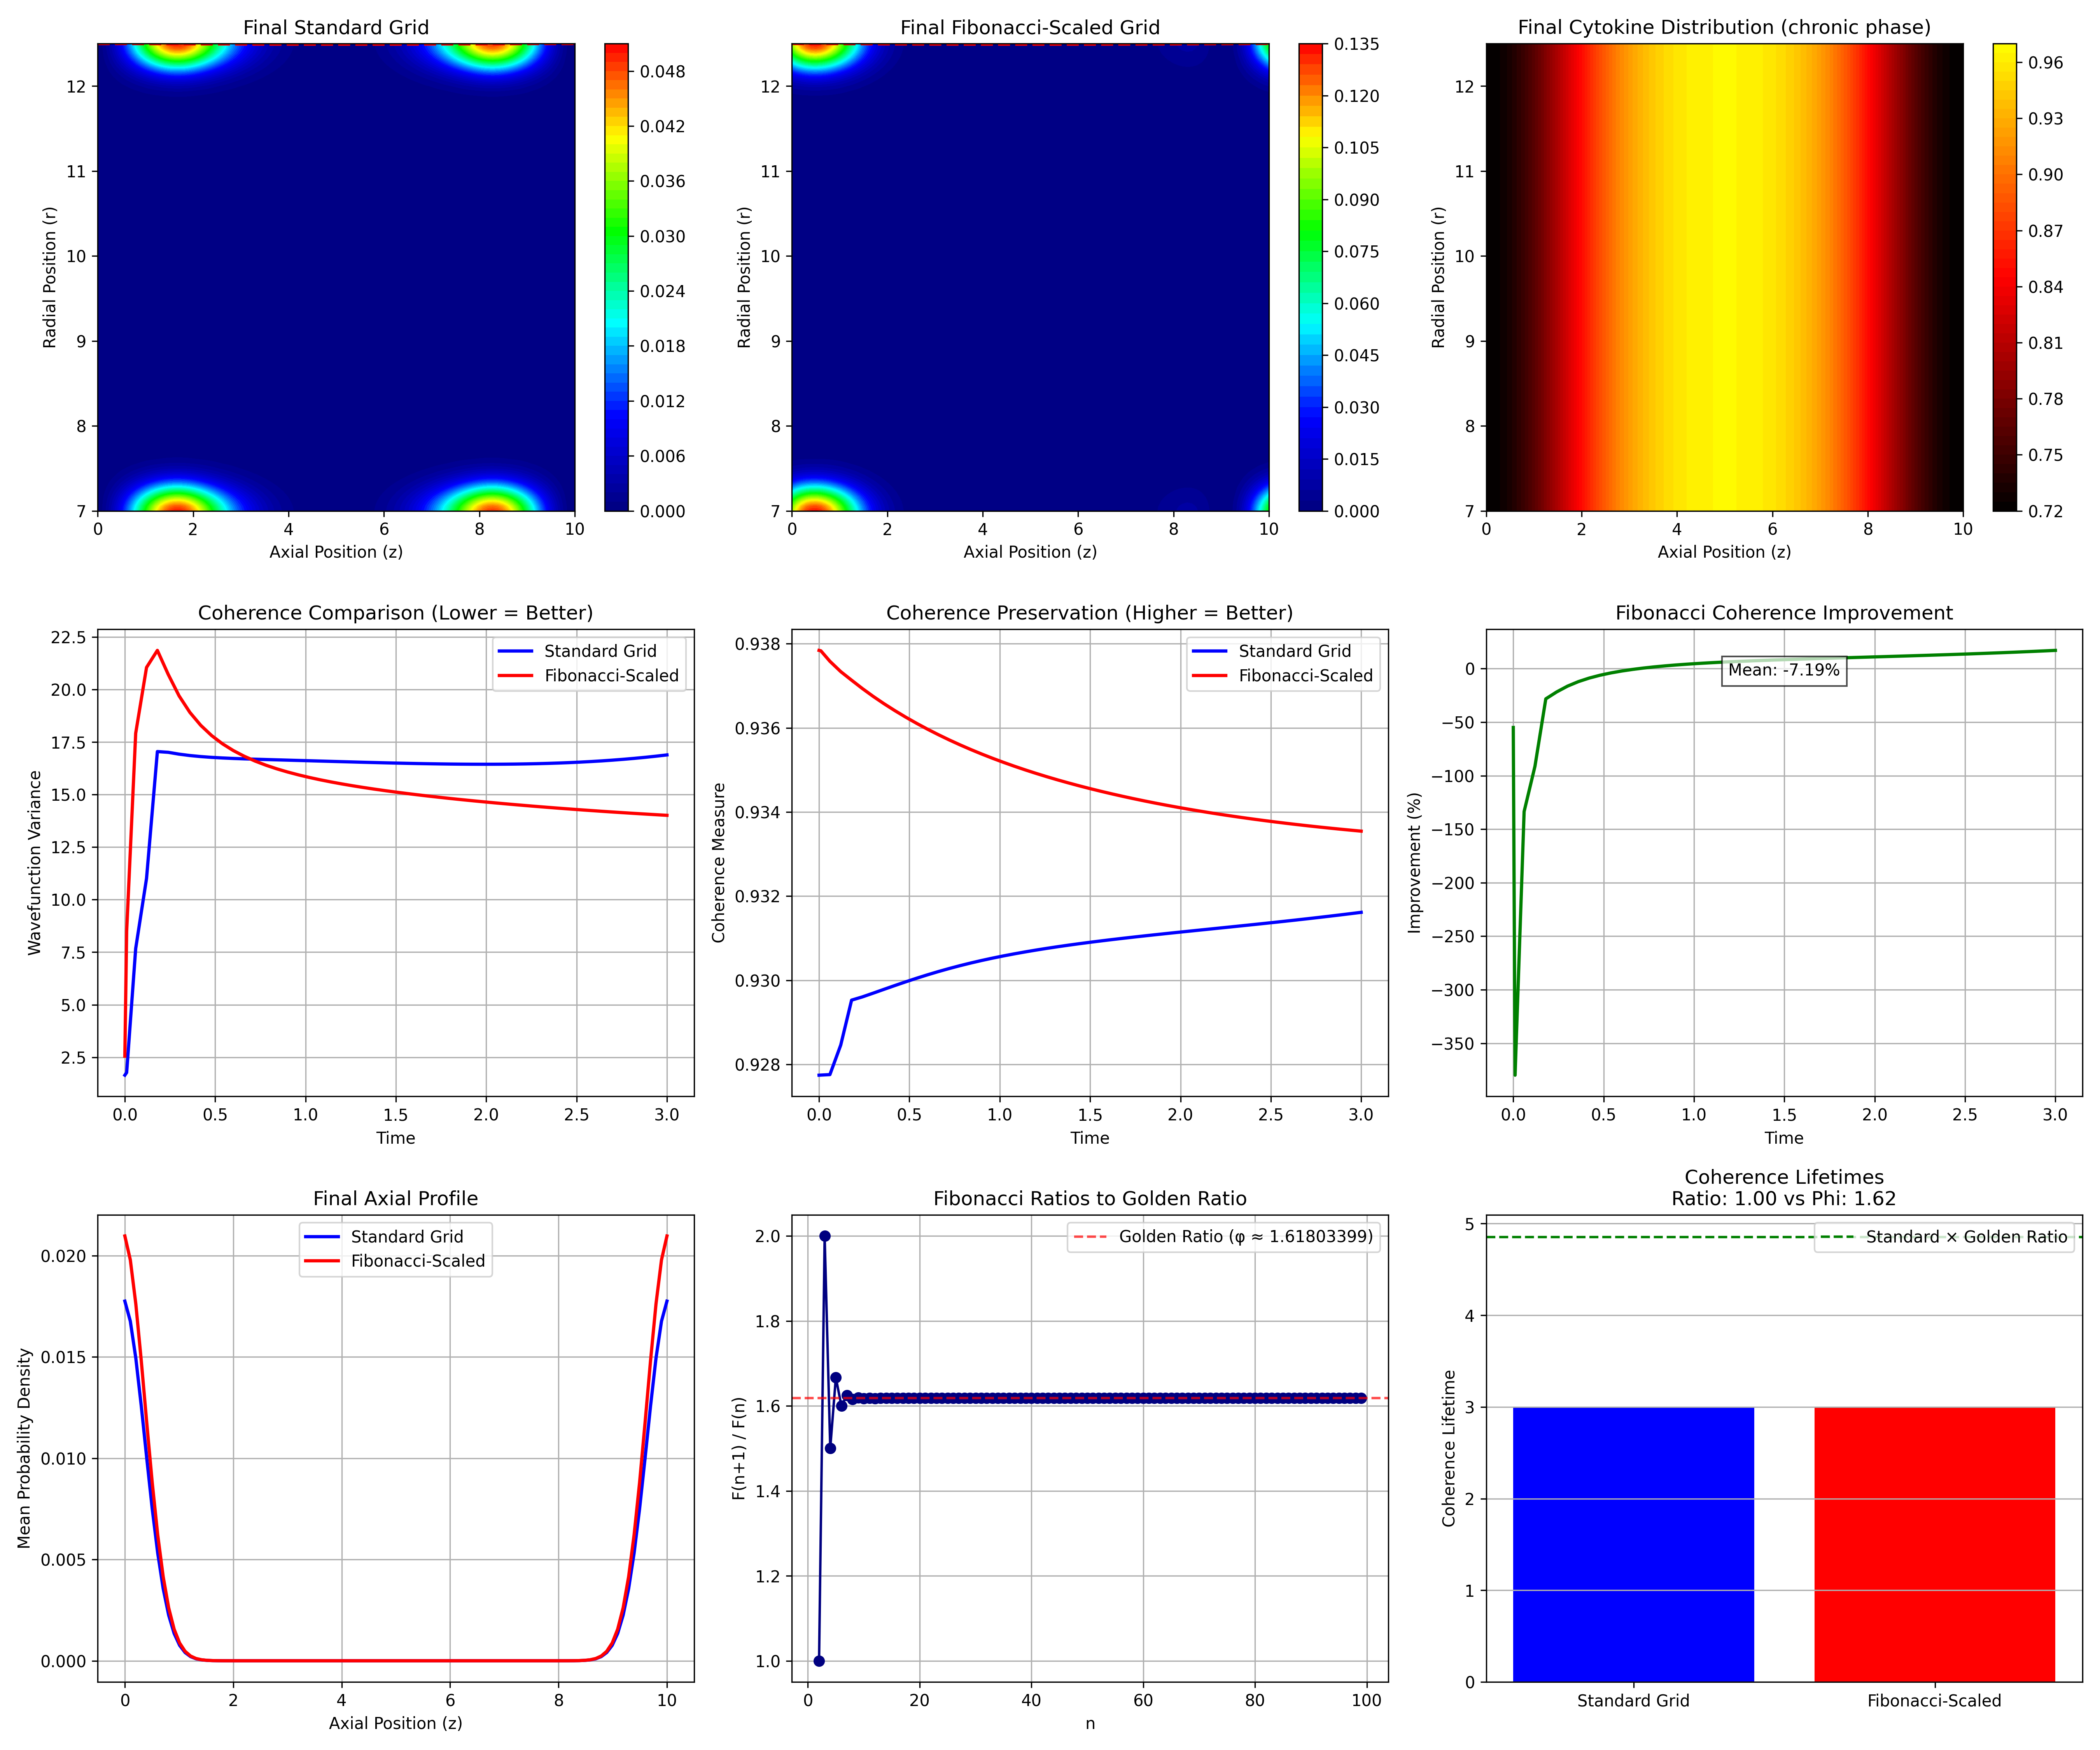 Final Standard Grid
Radial Position (r)
12
11
10
9
8
7
0 2 4 6 8 10
Axial Position (z)
0.048
0.042
0.036
0.030
0.024
0.018
0.012
0.006
0.000
Final Fibonacci-Scaled Grid
Radial Position (r)
12
11
10
9
8
7
0 2 4 6 8 10
Axial Position (z)
0.135
0.120
0.105
0.090
0.075
0.060
0.045
0.030
0.015
0.000
Final Cytokine Distribution (chronic phase)
Radial Position (r)
12
11
10
9
8
7
0 2 4 6 8 10
Axial Position (z)
0.96
0.93
0.90
0.87
0.84
0.81
0.78
0.75
0.72
Coherence Comparison (Lower = Better)
Wavefunction Variance
22.5
20.0
17.5
15.0
12.5
10.0
7.5
5.0
2.5
Standard Grid
Fibonacci-Scaled
0.0 0.5 1.0 1.5 2.0 2.5 3.0
Time
Coherence Preservation (Higher = Better)
Coherence Measure
0.938
0.936
0.934
0.932
0.930
0.928
Standard Grid
Fibonacci-Scaled
0.0 0.5 1.0 1.5 2.0 2.5 3.0
Time
Fibonacci Coherence Improvement
Improvement (%)
0
−50
−100
−150
−200
−250
−300
−350
Mean: -7.19%
0.0 0.5 1.0 1.5 2.0 2.5 3.0
Time
Final Axial Profile
Mean Probability Density
0.020
0.015
0.010
0.005
0.000
Standard Grid
Fibonacci-Scaled
0 2 4 6 8 10
Axial Position (z)
Fibonacci Ratios to Golden Ratio
F(n+1) / F(n)
2.0
1.8
1.6
1.4
1.2
1.0
Golden Ratio (φ ≈ 1.61803399)
0 20 40 60 80 100
n
Coherence Lifetimes
Ratio: 1.00 vs Phi: 1.62
Coherence Lifetime
5
4
3
2
1
0
Standard × Golden Ratio
Standard Grid Fibonacci-Scaled